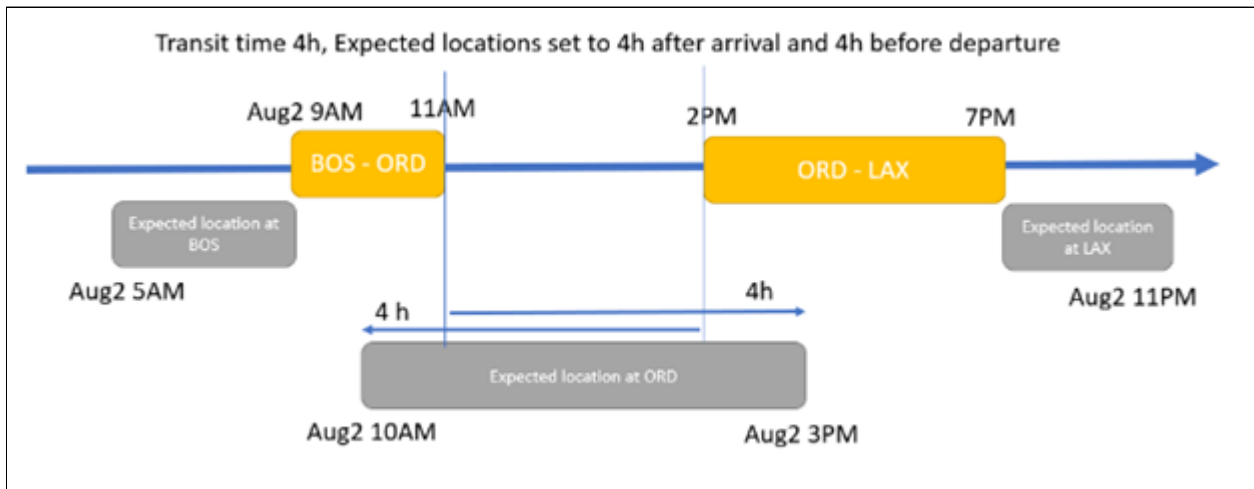 Transit time 4h, Expected locations set to 4h after arrival and 4h before departure
Aug2 9AM
11AM
2PM
7PM
BOS - ORD
ORD - LAX
Expected location at
BOS
Expected location
at LAX
Aug2 5AM
Aug2 11PM
4 h
4h
Expected location at ORD
Aug2 10AM
Aug2 3PM